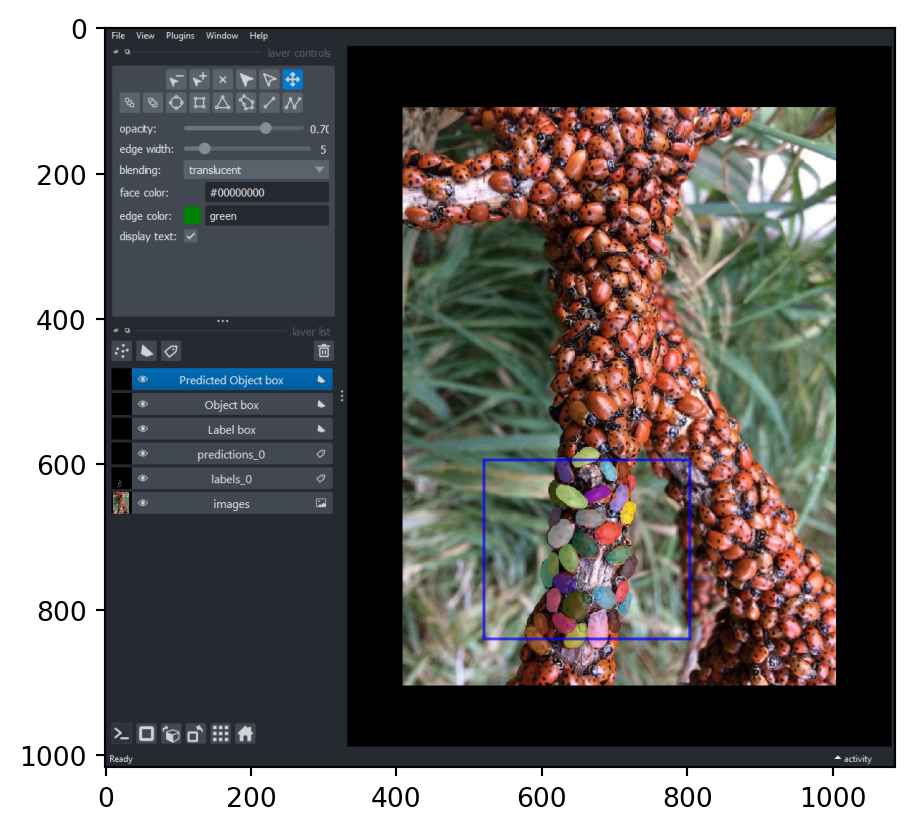 0
200
400
600
800
1000
File View Plugins Window Help
layer controls
opacity: 0.70
edge width: 5
blending: translucent
face color: #00000000
edge color: green
display text:
layer list
Predicted Object box
Object box
Label box
predictions_0
labels_0
images
Ready
activity
0 200 400 600 800 1000